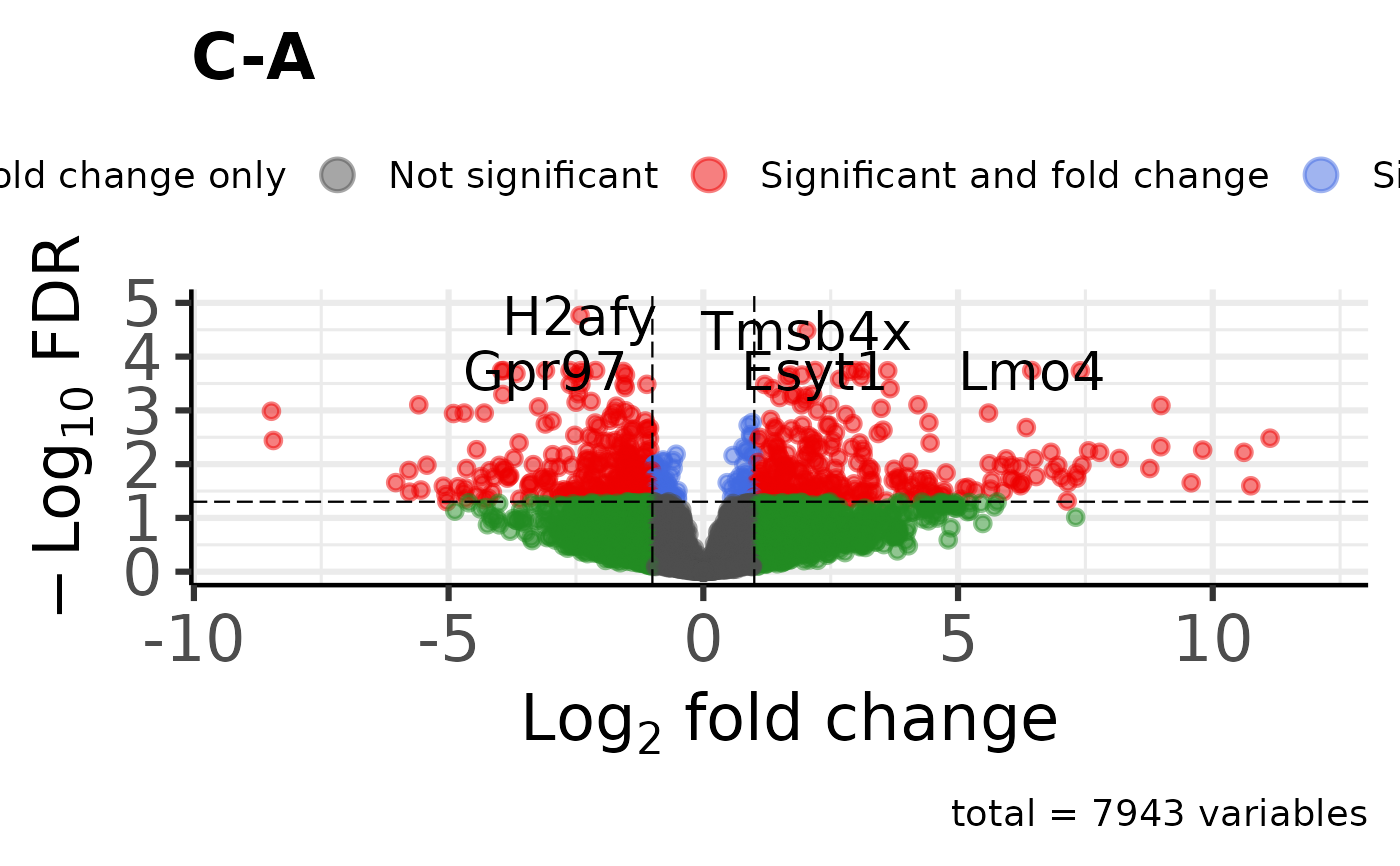 C-A
old change only Not significant Significant and fold change Si
− Log10 FDR
5
4
3
2
1
0
H2afy
Tmsb4x
Gpr97 Esyt1 Lmo4
-10 -5 0 5 10
Log2 fold change
total = 7943 variables